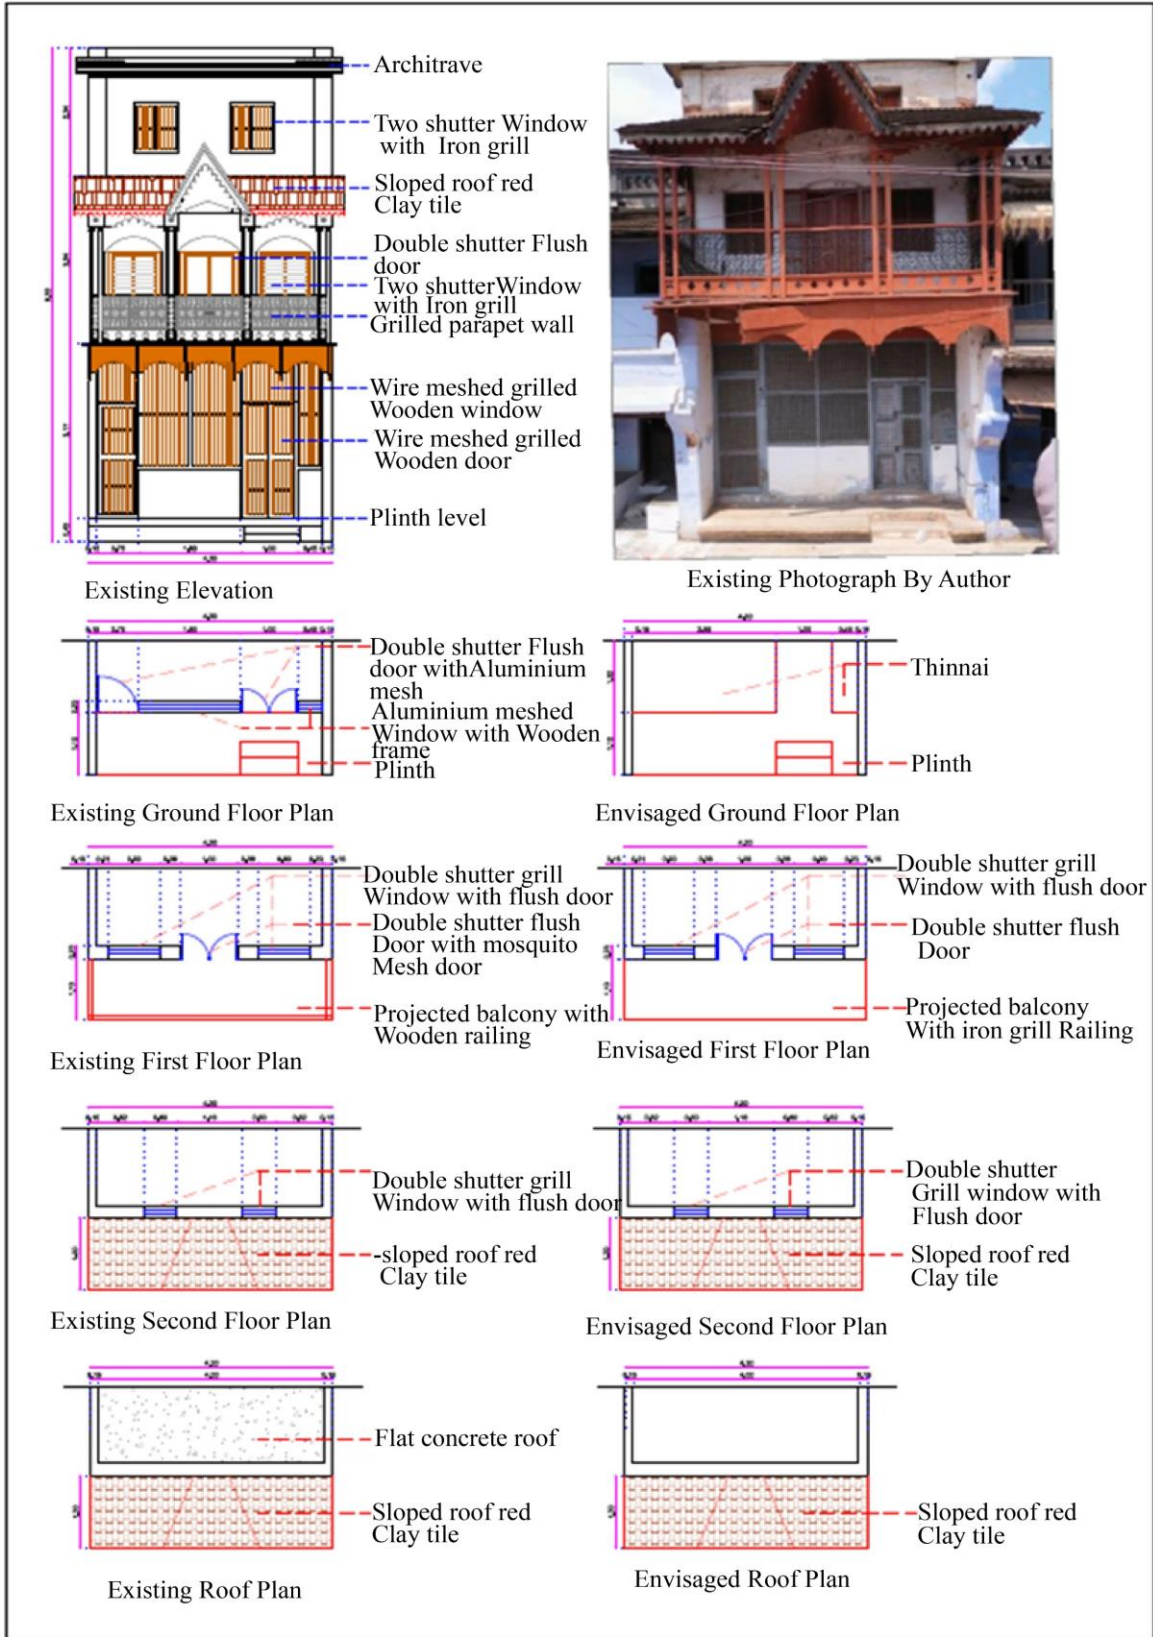 Architrave
Two shutter Window
with Iron grill
Sloped roof red
Clay tile
Double shutter Flush
door
Two shutterWindow
with Iron grill
Grilled parapet wall
Wire meshed grilled
Wooden window
Wire meshed grilled
Wooden door
Plinth level
Existing Elevation
Existing Photograph By Author
Double shutter Flush
door withAluminium
mesh
Aluminium meshed
Window with Wooden
frame
Plinth
Existing Ground Floor Plan
Thinnai
Plinth
Envisaged Ground Floor Plan
Double shutter grill
Window with flush door
Double shutter flush
Door with mosquito
Mesh door
Projected balcony with
Wooden railing
Existing First Floor Plan
Double shutter grill
Window with flush door
Double shutter flush
Door
Projected balcony
With iron grill Railing
Envisaged First Floor Plan
Double shutter grill
Window with flush door
-sloped roof red
Clay tile
Existing Second Floor Plan
Double shutter
Grill window with
Flush door
Sloped roof red
Clay tile
Envisaged Second Floor Plan
Flat concrete roof
Sloped roof red
Clay tile
Existing Roof Plan
Sloped roof red
Clay tile
Envisaged Roof Plan